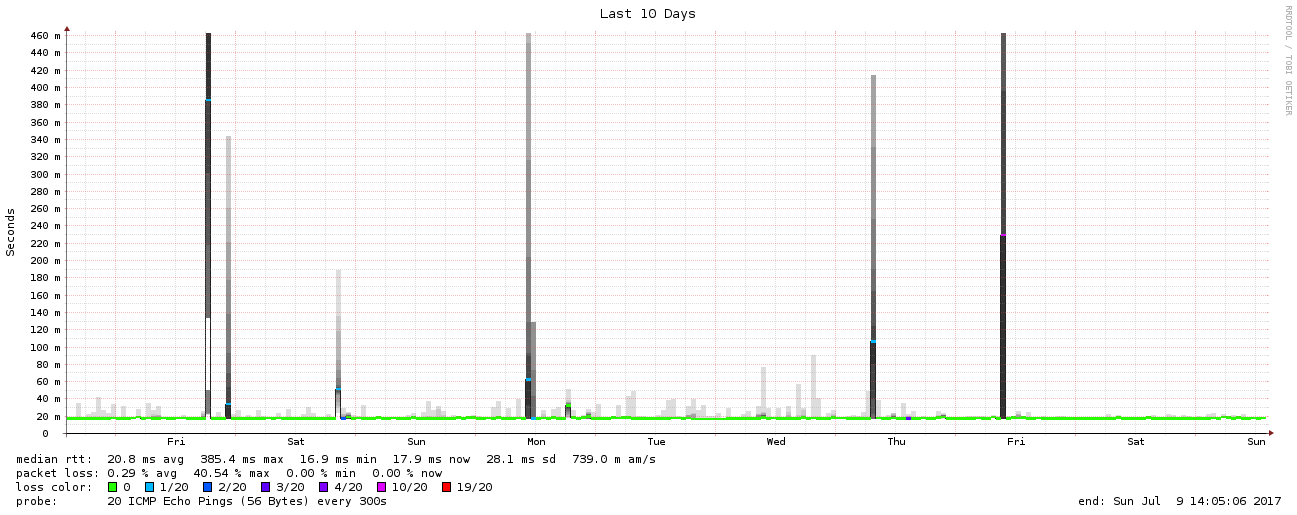 Last 10 Days
RRDTOOL / TOBI OETIKER
Seconds
460 m
440 m
420 m
400 m
380 m
360 m
340 m
320 m
300 m
280 m
260 m
240 m
220 m
200 m
180 m
160 m
140 m
120 m
100 m
80 m
60 m
40 m
20 m
0
Fri Sat Sun Mon Tue Wed Thu Fri Sat Sun
median rtt: 20.8 ms avg 385.4 ms max 16.9 ms min 17.9 ms now 28.1 ms sd 739.0 m am/s
packet loss: 0.29 % avg 40.54 % max 0.00 % min 0.00 % now
loss color: 0 1/20 2/20 3/20 4/20 10/20 19/20
probe: 20 ICMP Echo Pings (56 Bytes) every 300s end: Sun Jul 9 14:05:06 2017